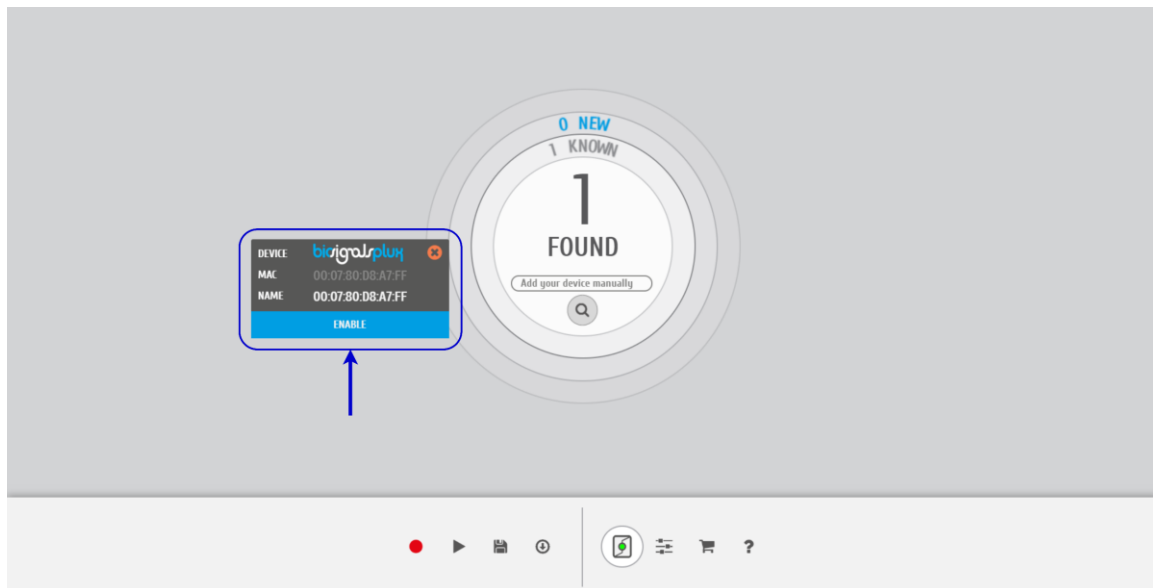 0 NEW
1 KNOWN
1
FOUND
Add your device manually
DEVICE biosignalsplux
MAC 00:07:80:D8:A7:FF
NAME 00:07:80:D8:A7:FF
ENABLE
?